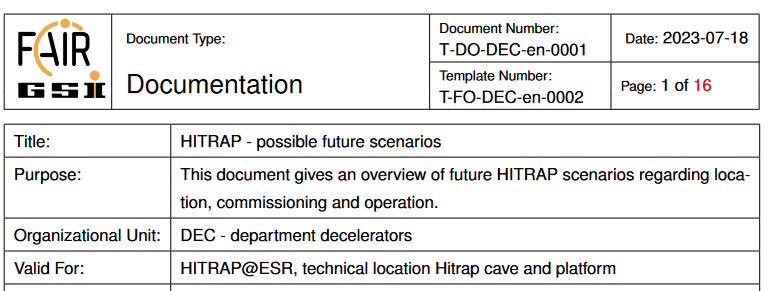 FAIR
GSI
Document Type:
Documentation
Document Number:
T-DO-DEC-en-0001
Template Number:
T-FO-DEC-en-0002
Date: 2023-07-18
Page: 1 of 16
Title: HITRAP - possible future scenarios
Purpose: This document gives an overview of future HITRAP scenarios regarding loca-
tion, commissioning and operation.
Organizational Unit: DEC - department decelerators
Valid For: HITRAP@ESR, technical location Hitrap cave and platform